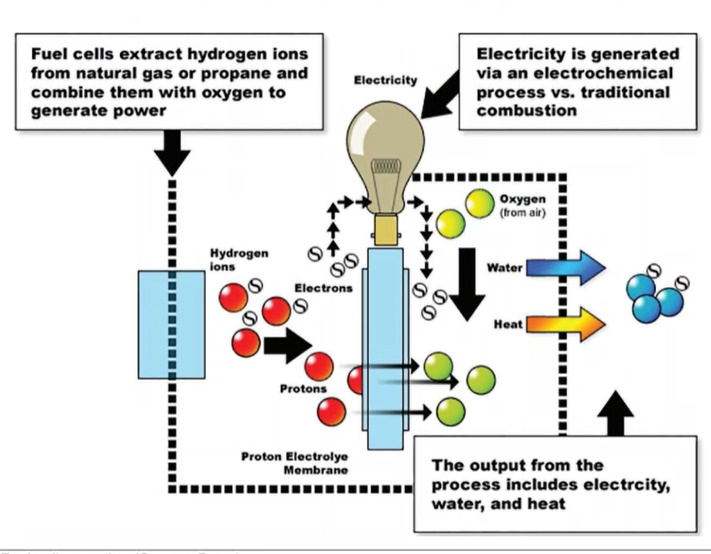 Fuel cells extract hydrogen ions
from natural gas or propane and
combine them with oxygen to
generate power
Electricity is generated
via an electrochemical
process vs. traditional
combustion
Electricity
Oxygen
(from air)
Hydrogen
ions
Electrons
Water
Heat
Protons
Proton Electrolye
Membrane
The output from the
process includes electrcity,
water, and heat